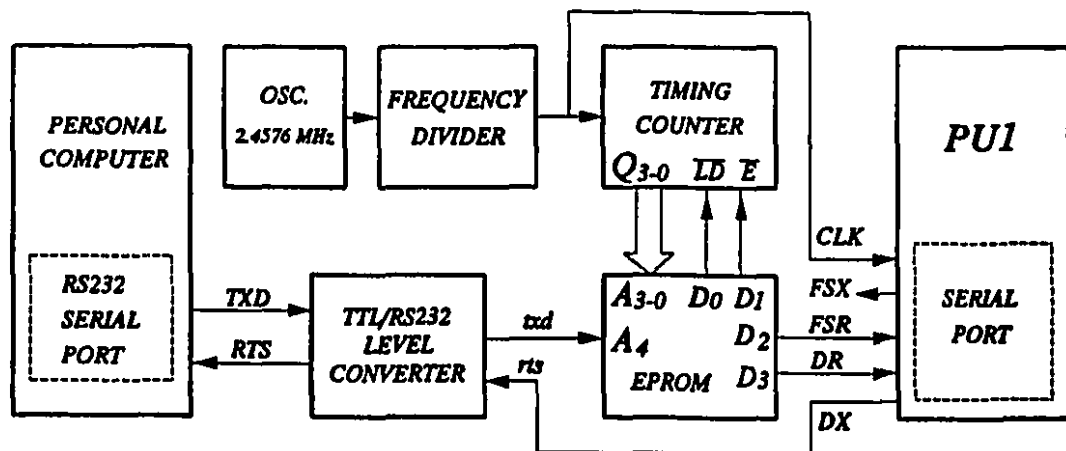 PERSONAL
COMPUTER
RS232
SERIAL
PORT
OSC.
2.4576 MHz
FREQUENCY
DIVIDER
TIMING
COUNTER
Q3-0 LD E
PU1
CLK
FSX
FSR
DR
DX
SERIAL
PORT
TXD
RTS
TTL/RS232
LEVEL
CONVERTER
txd
rts
A3-0 D0 D1
A4 D2
EPROM D3